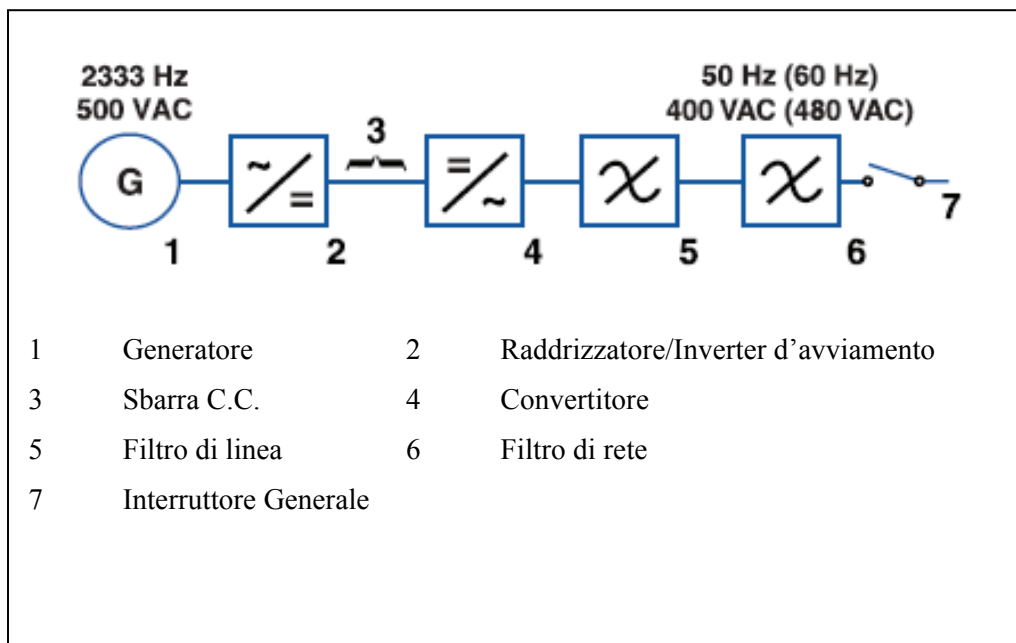 2333 Hz
500 VAC
50 Hz (60 Hz)
400 VAC (480 VAC)
3
G
~
=
=
~
7
1
2
4
5
6
1 Generatore 2 Raddrizzatore/Inverter d'avviamento
3 Sbarra C.C. 4 Convertitore
5 Filtro di linea 6 Filtro di rete
7 Interruttore Generale